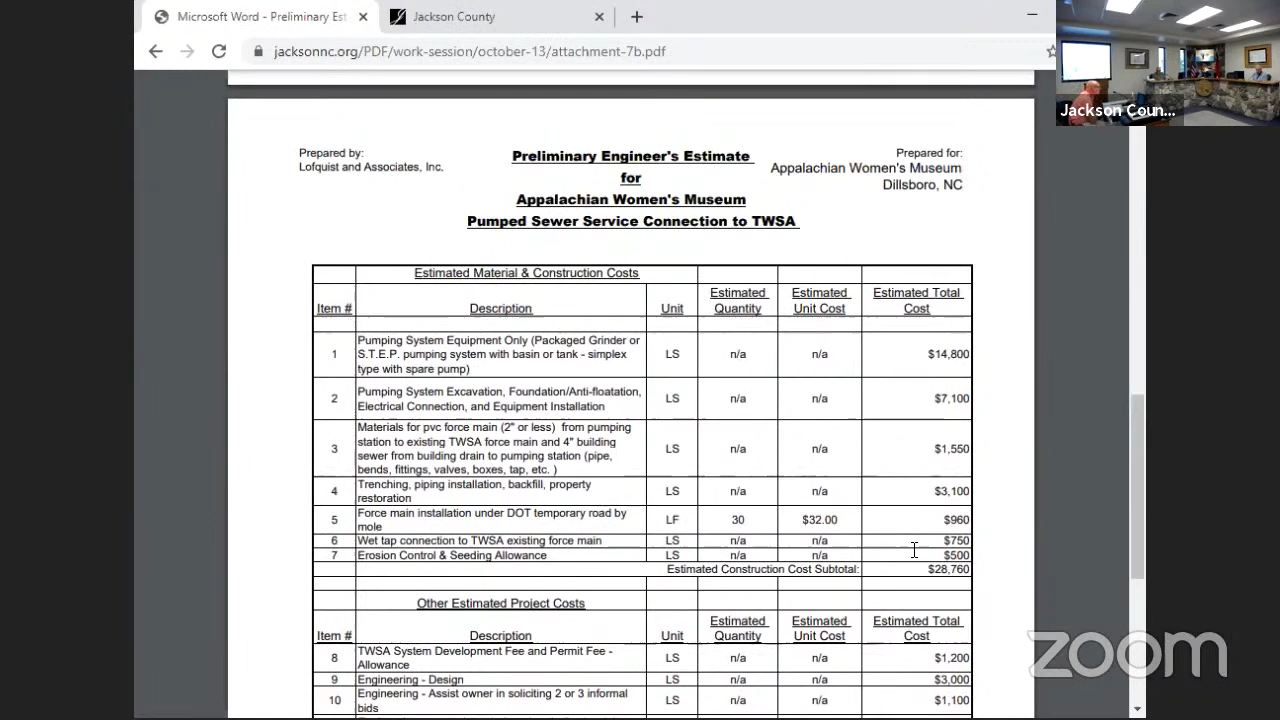 Microsoft Word - Preliminary Est
Jackson County
jacksonnc.org/PDF/work-session/october-13/attachment-7b.pdf
Jackson Coun...
Prepared by:
Lofquist and Associates, Inc.
Preliminary Engineer's Estimate
for
Appalachian Women's Museum
Pumped Sewer Service Connection to TWSA
Prepared for:
Appalachian Women's Museum
Dillsboro, NC
Estimated Material & Construction Costs
Item # Description Unit Estimated Quantity Estimated Unit Cost Estimated Total Cost
1 Pumping System Equipment Only (Packaged Grinder or
S.T.E.P. pumping system with basin or tank - simplex LS n/a n/a $14,800
type with spare pump)
2 Pumping System Excavation, Foundation/Anti-floatation, LS n/a n/a $7,100
Electrical Connection, and Equipment Installation
3 Materials for pvc force main (2" or less) from pumping
station to existing TWSA force main and 4" building LS n/a n/a $1,550
sewer from building drain to pumping station (pipe,
bends, fittings, valves, boxes, tap, etc. )
4 Trenching, piping installation, backfill, property LS n/a n/a $3,100
restoration
5 Force main installation under DOT temporary road by LF 30 $32.00 $960
mole
6 Wet tap connection to TWSA existing force main LS n/a n/a $750
7 Erosion Control & Seeding Allowance LS n/a n/a $500
Estimated Construction Cost Subtotal: $28,760
Other Estimated Project Costs
Item # Description Unit Estimated Quantity Estimated Unit Cost Estimated Total Cost
8 TWSA System Development Fee and Permit Fee - LS n/a n/a $1,200
Allowance
9 Engineering - Design LS n/a n/a $3,000
10 Engineering - Assist owner in soliciting 2 or 3 informal LS n/a n/a $1,100
bids
zoom